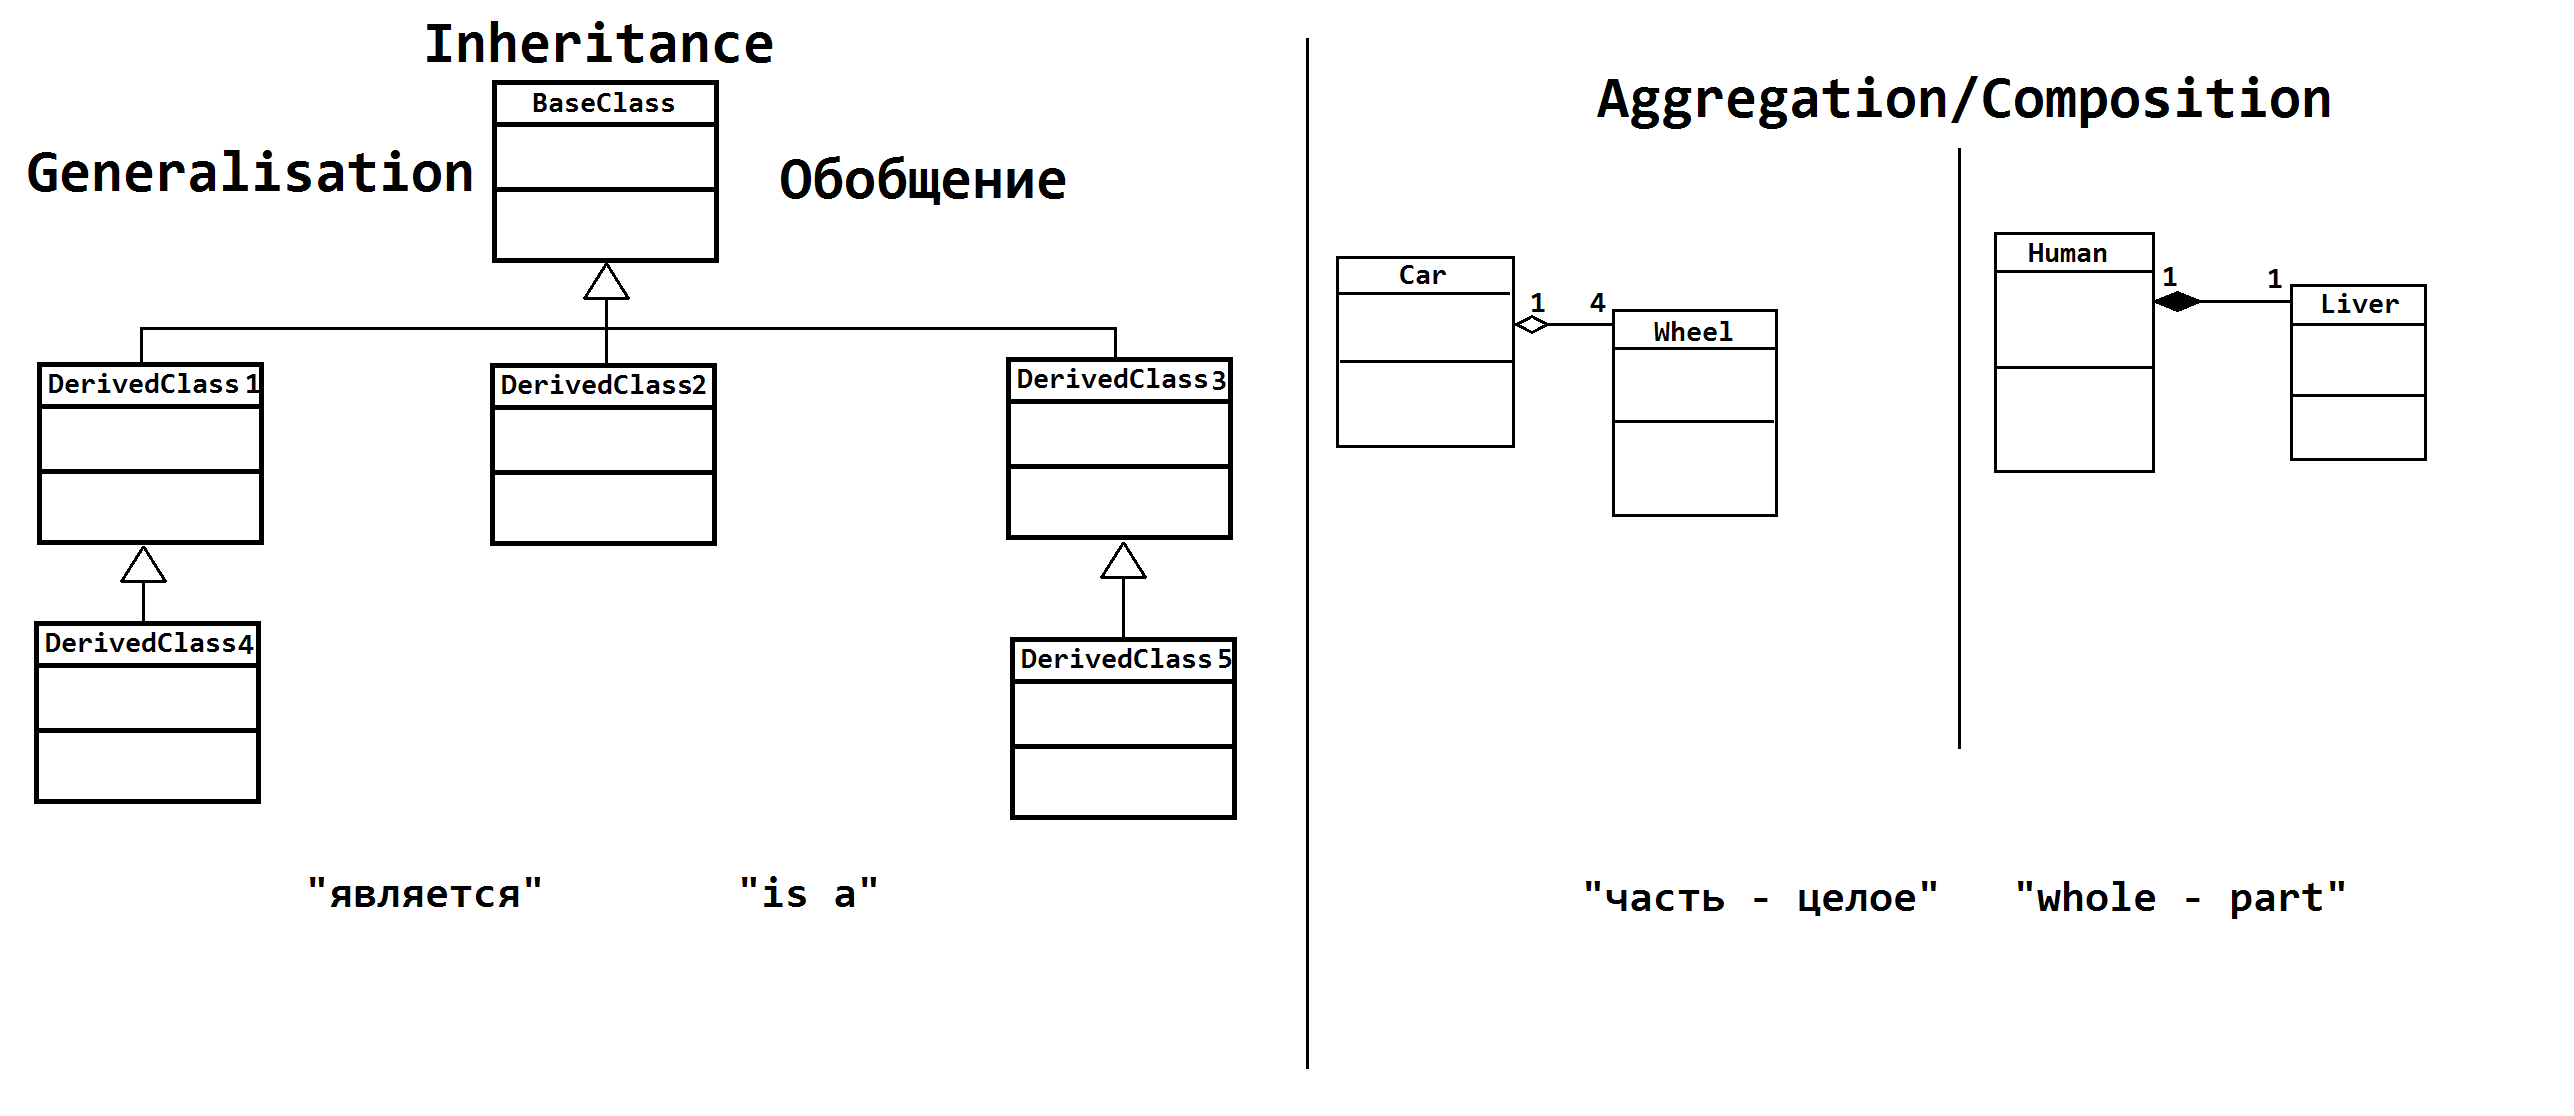 Inheritance
BaseClass
Generalisation
Обобщение
DerivedClass1
DerivedClass2
DerivedClass3
DerivedClass4
DerivedClass5
"является"
"is a"
Aggregation/Composition
Car
1
4
Wheel
Human
1
1
Liver
"часть - целое"
"whole - part"